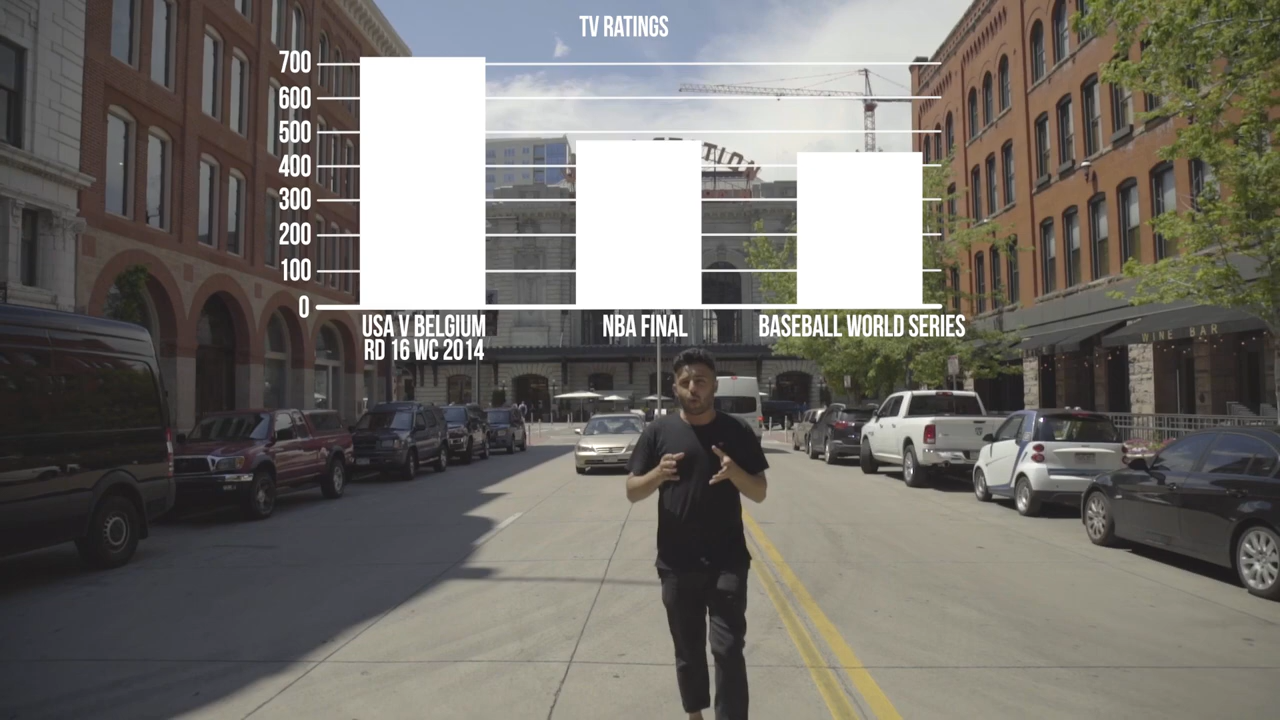 TV RATINGS
700
600
500
400
300
200
100
0
USA V BELGIUM
RD 16 WC 2014
NBA FINAL
BASEBALL WORLD SERIES
WINE BAR